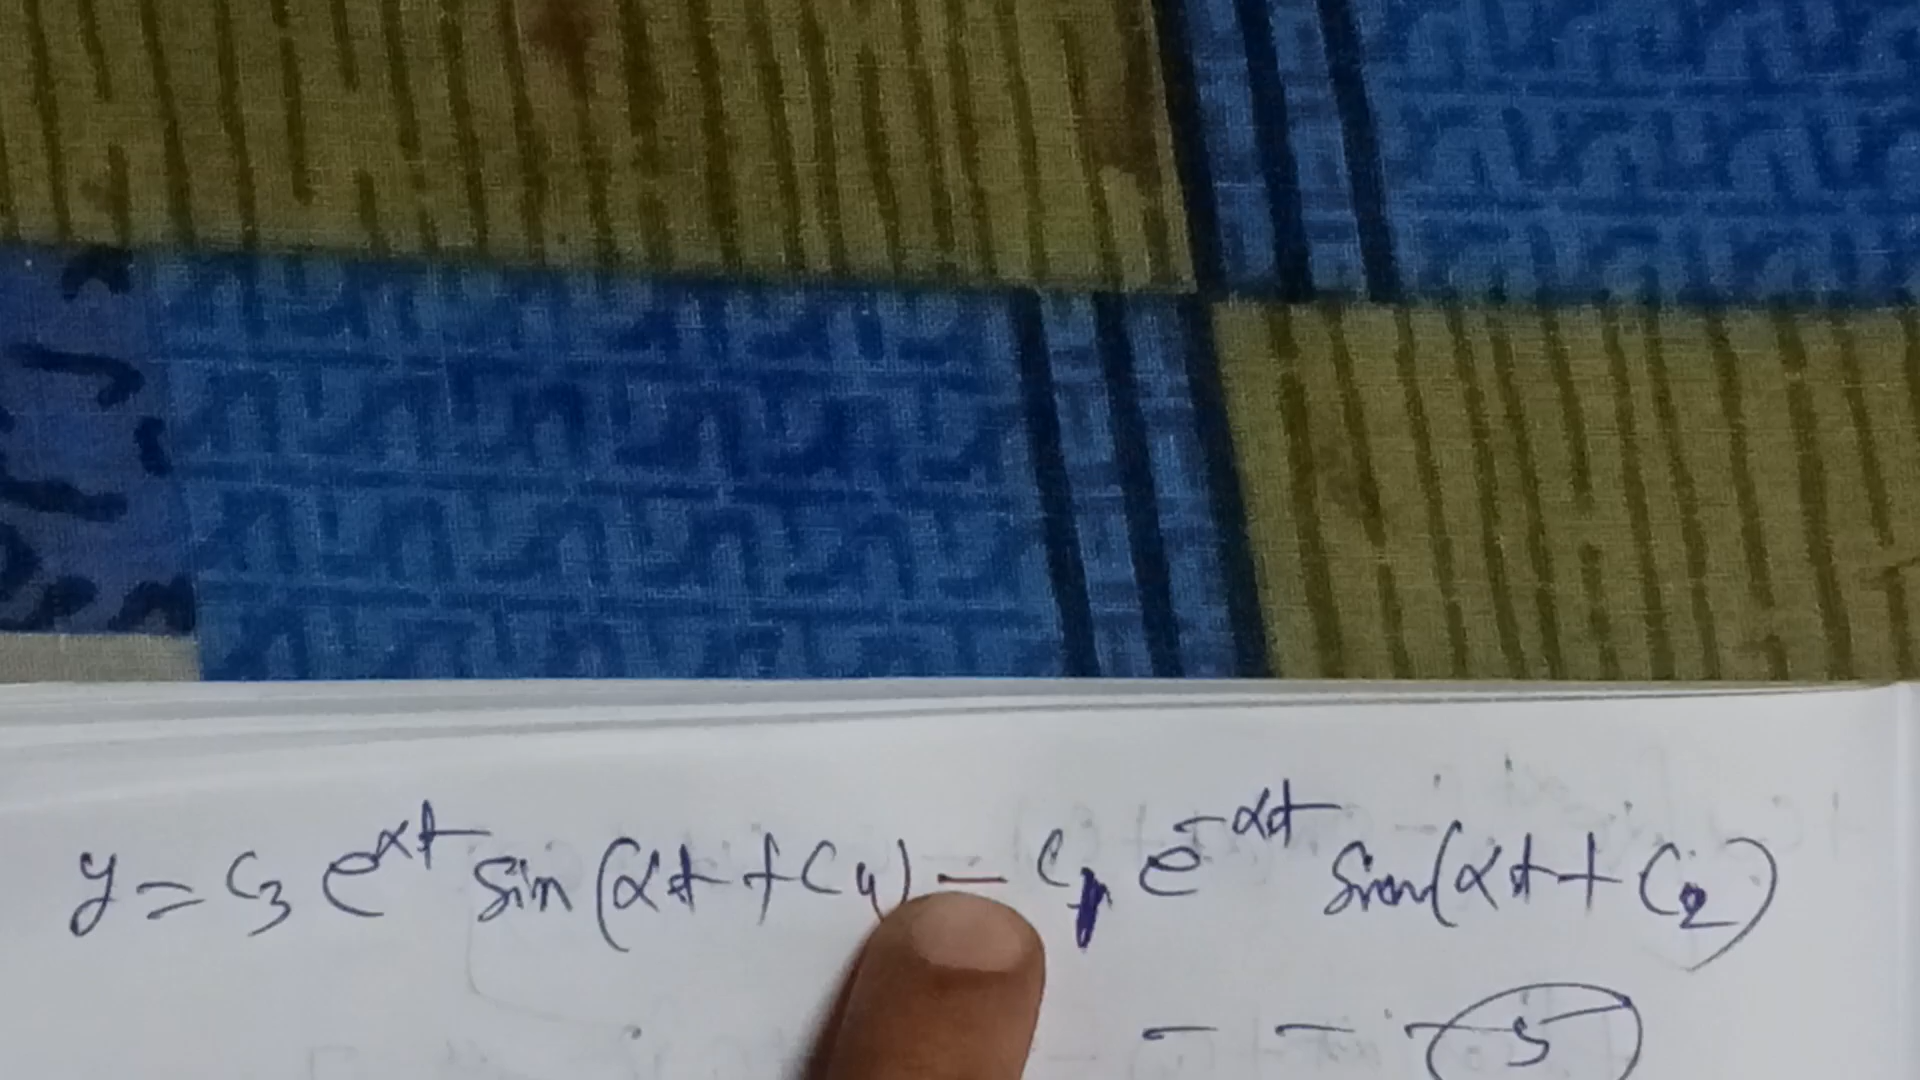 y = C₃ e^αt sin(αt + C₄) − C₁ e^−αt sin(αt + C₂)
- - - (5)